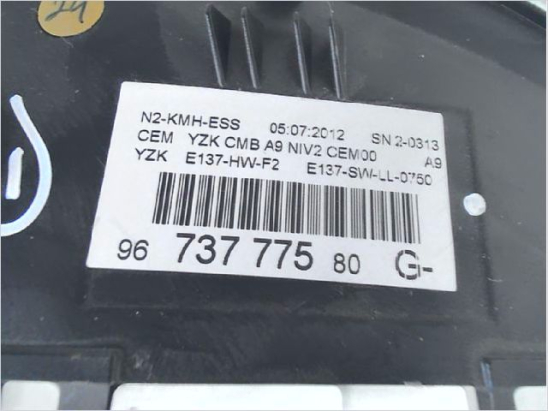 24
N2-KMH-ESS 05:07:2012 SN 2-0313
CEM YZK CMB A9 NIV2 CEM00 A9
YZK E137-HW-F2 E137-SW-LL-0750
96 737 775 80 G-